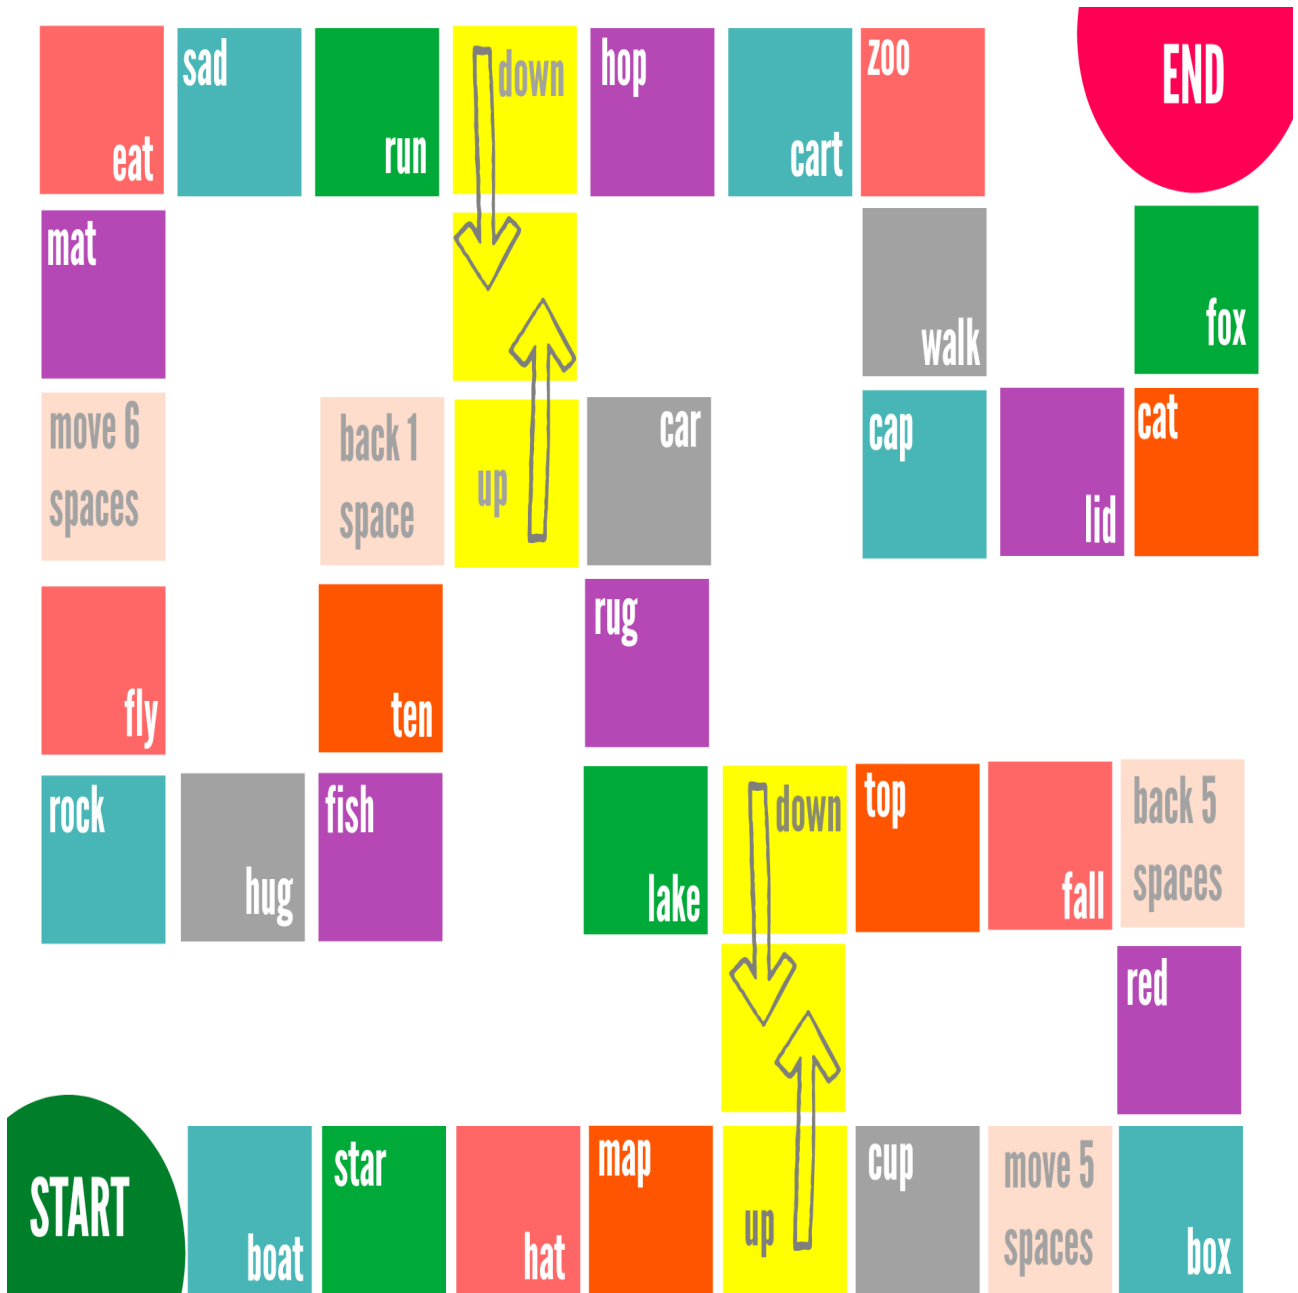 eat
sad
run
down
hop
cart
zoo
END
mat
walk
fox
move 6
spaces
back 1
space
up
car
cap
lid
cat
fly
ten
rug
rock
hug
fish
lake
down
top
fall
back 5
spaces
red
START
boat
star
hat
map
up
cup
move 5
spaces
box